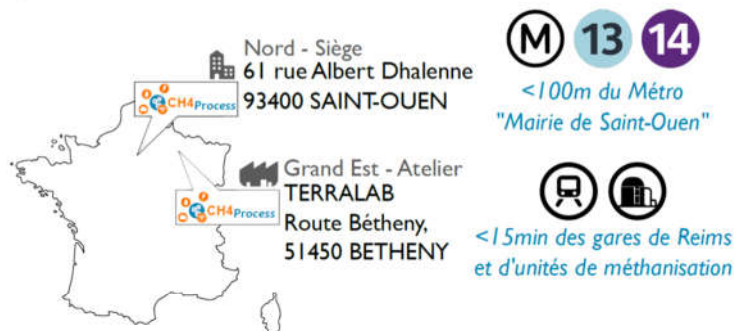 Nord - Siège
61 rue Albert Dhalenne
93400 SAINT-OUEN
CH4Process
M 13 14
<100m du Métro
"Mairie de Saint-Ouen"
Grand Est - Atelier
TERRALAB
Route Bétheny,
51450 BETHENY
CH4Process
<15min des gares de Reims
et d'unités de méthanisation